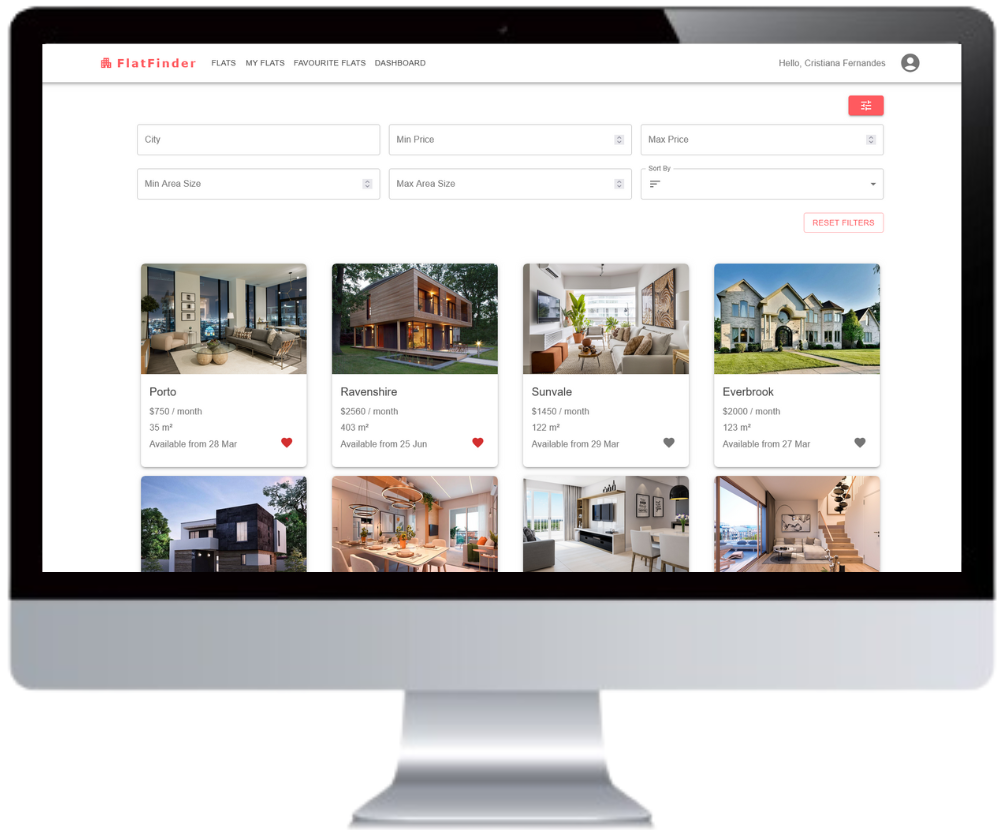 FlatFinder FLATS MY FLATS FAVOURITE FLATS DASHBOARD Hello, Cristiana Fernandes
City Min Price Max Price
Sort By
Min Area Size Max Area Size
RESET FILTERS
Porto Ravenshire Sunvale Everbrook
$750 / month $2560 / month $1450 / month $2000 / month
35 m² 403 m² 122 m² 123 m²
Available from 28 Mar Available from 25 Jun Available from 29 Mar Available from 27 Mar